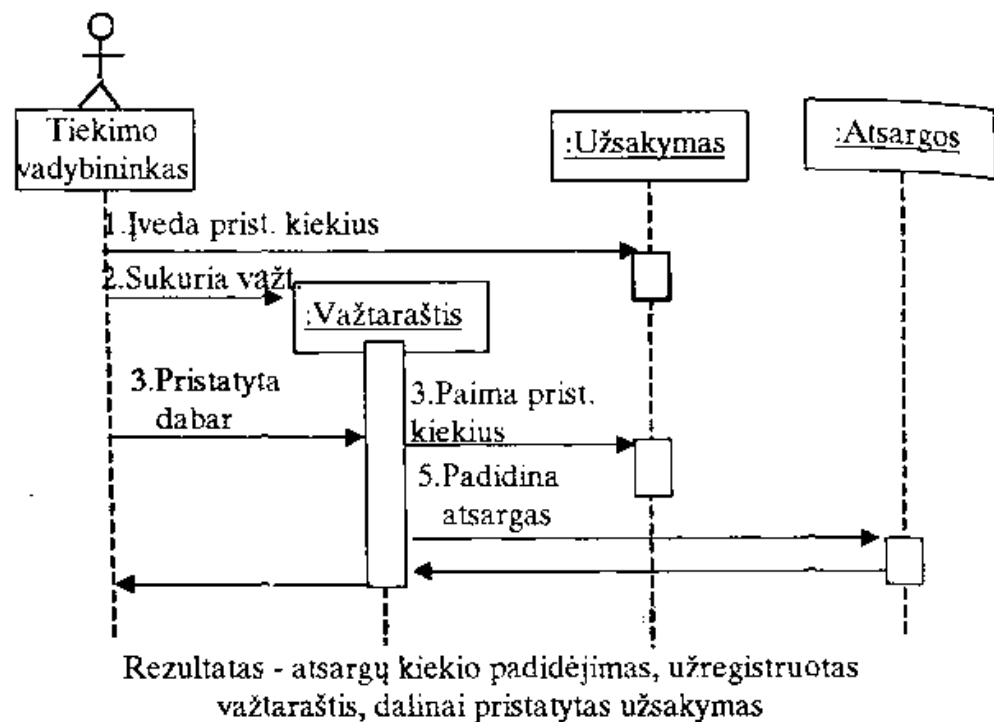 Tiekimo
vadybininkas
:Užsakymas
:Atsargos
1.Įveda prist. kiekius
2.Sukuria važt.
:Važtaraštis
3.Pristatyta
dabar
3.Paima prist.
kiekius
5.Padidina
atsargas
Rezultatas - atsargų kiekio padidėjimas, užregistruotas
važtaraštis, dalinai pristatytas užsakymas